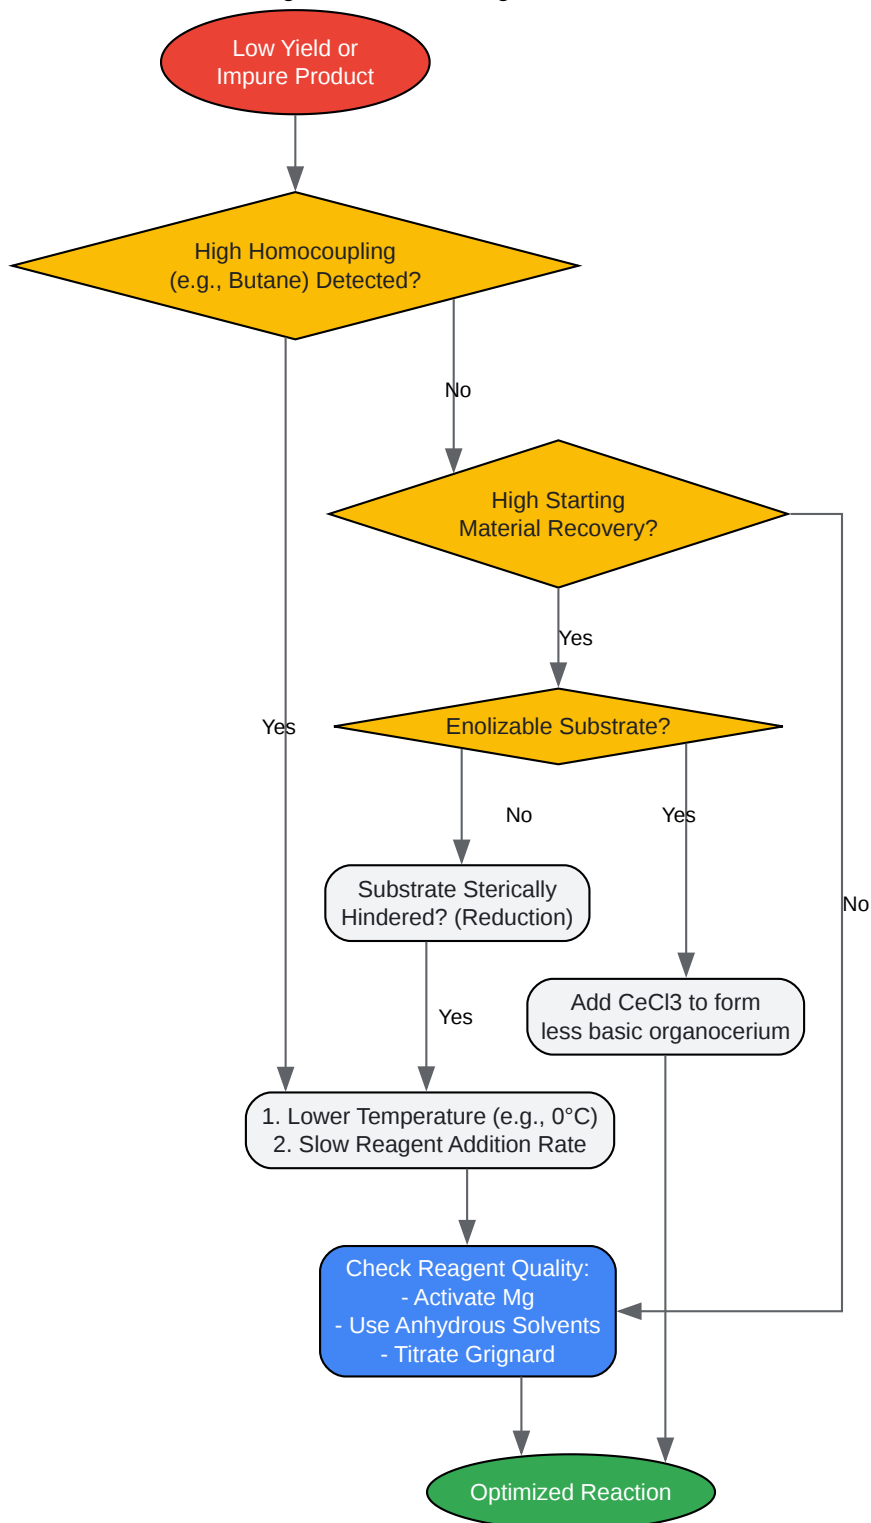 Low Yield or
Impure Product
High Homocoupling
(e.g., Butane) Detected?
No
High Starting
Material Recovery?
Yes
Yes
Enolizable Substrate?
No
Yes
Substrate Sterically
Hindered? (Reduction)
No
Add CeCl3 to form
less basic organocerium
Yes
1. Lower Temperature (e.g., 0°C)
2. Slow Reagent Addition Rate
Check Reagent Quality:
- Activate Mg
- Use Anhydrous Solvents
- Titrate Grignard
Optimized Reaction